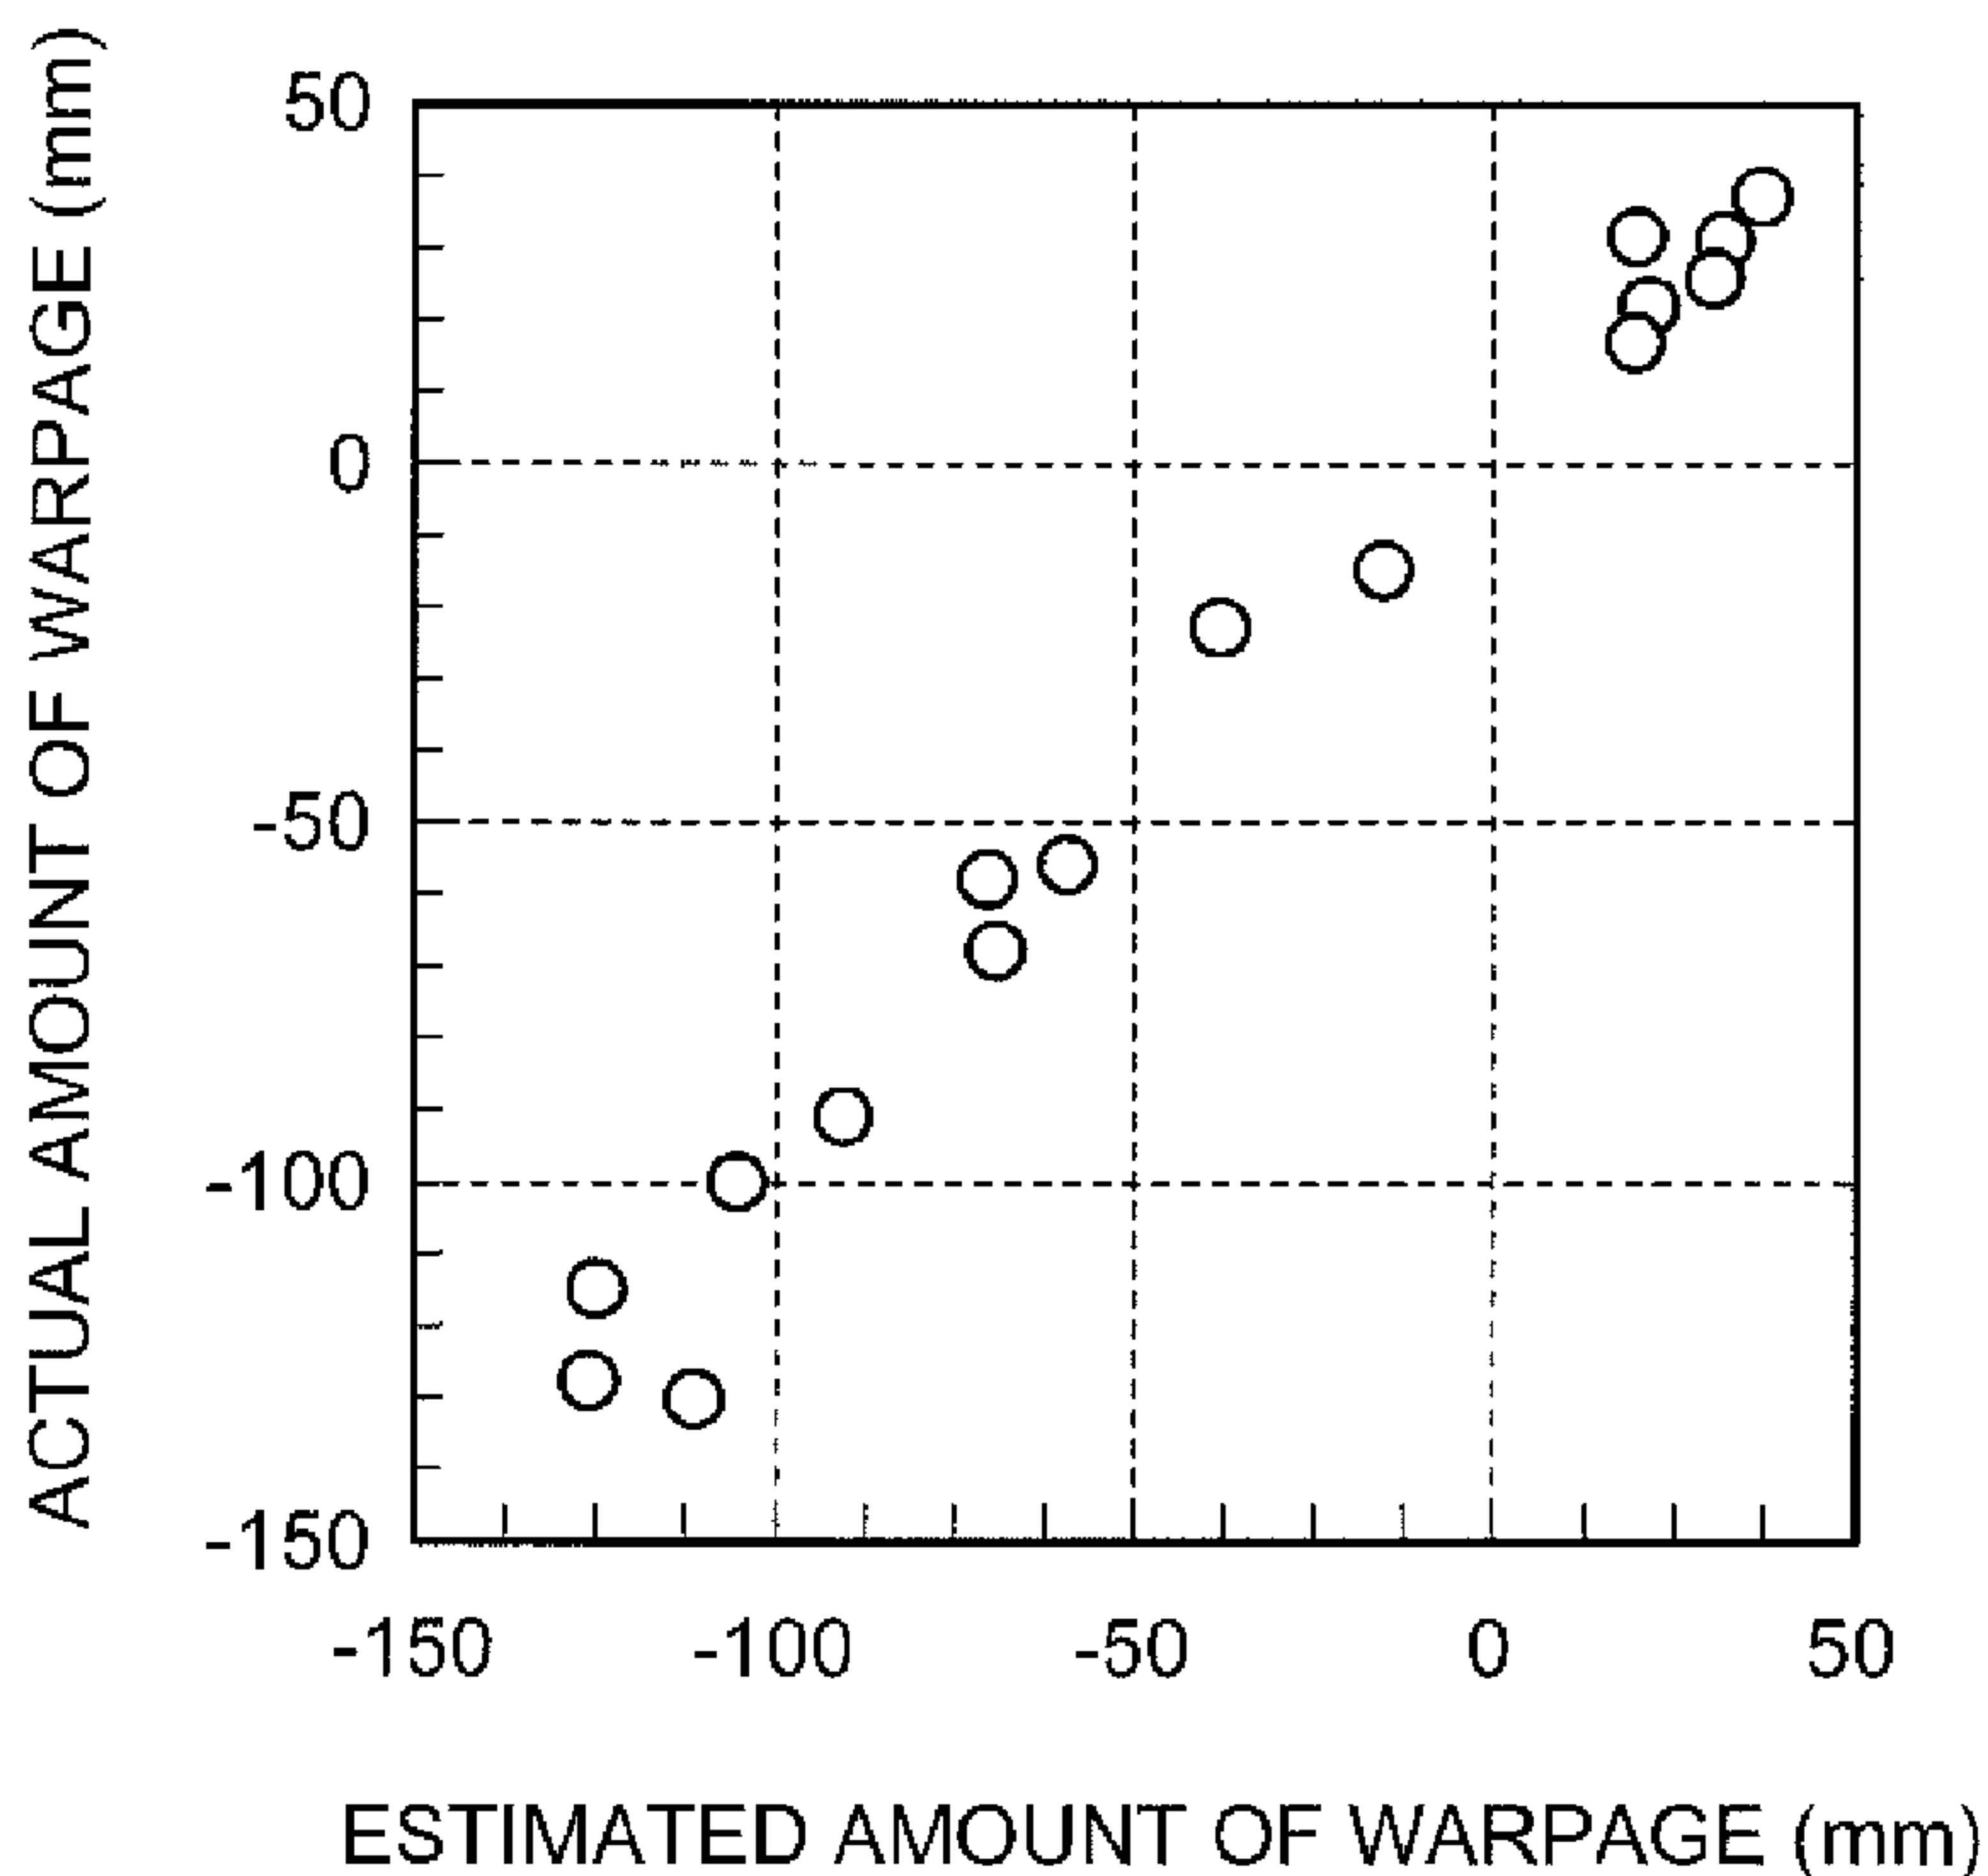 ACTUAL AMOUNT OF WARPAGE (mm)
50
0
-50
-100
-150
-150 -100 -50 0 50
ESTIMATED AMOUNT OF WARPAGE (mm)